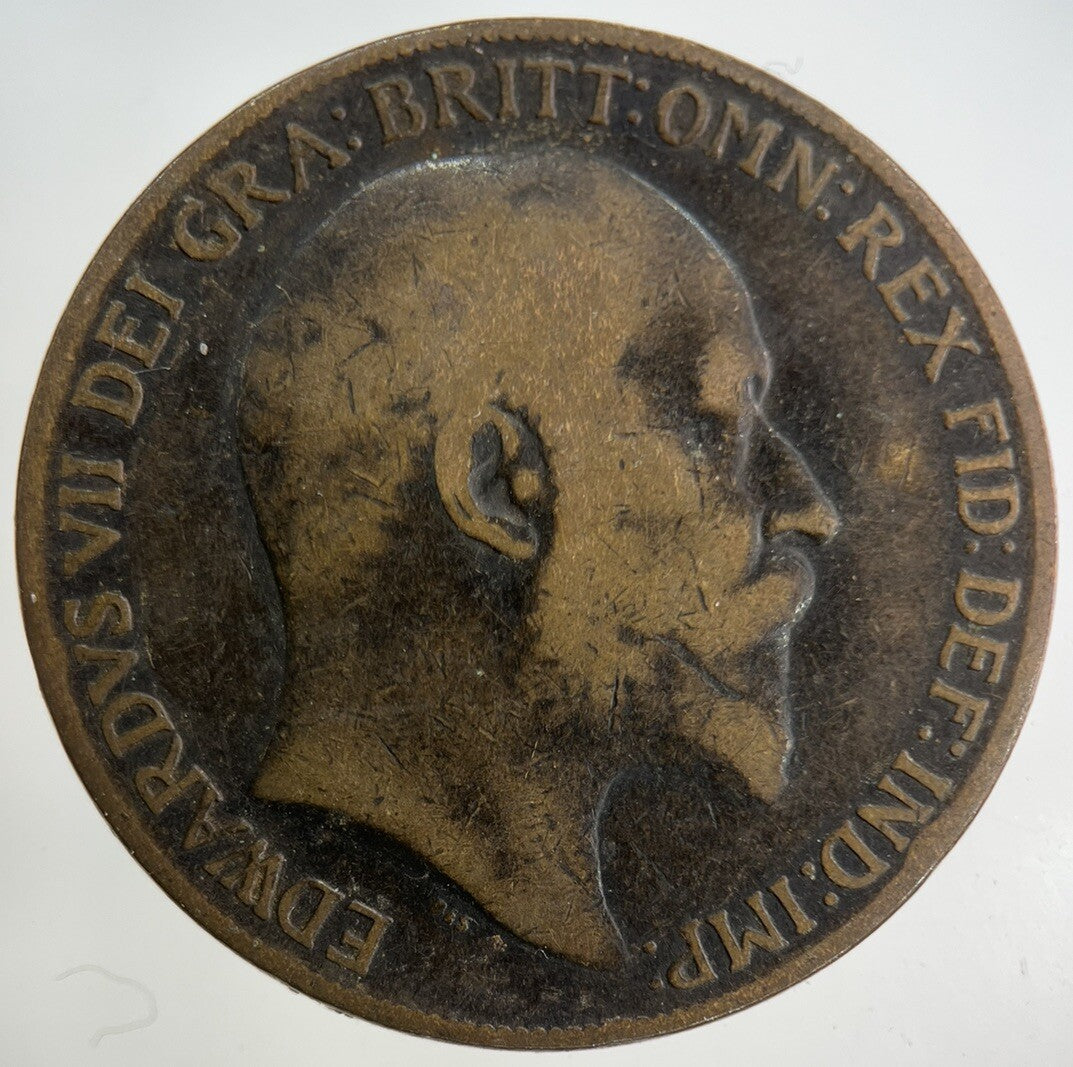 EDWARDVS VII DEI GRA: BRITT: OMN: REX FID: DEF: IND: IMP: